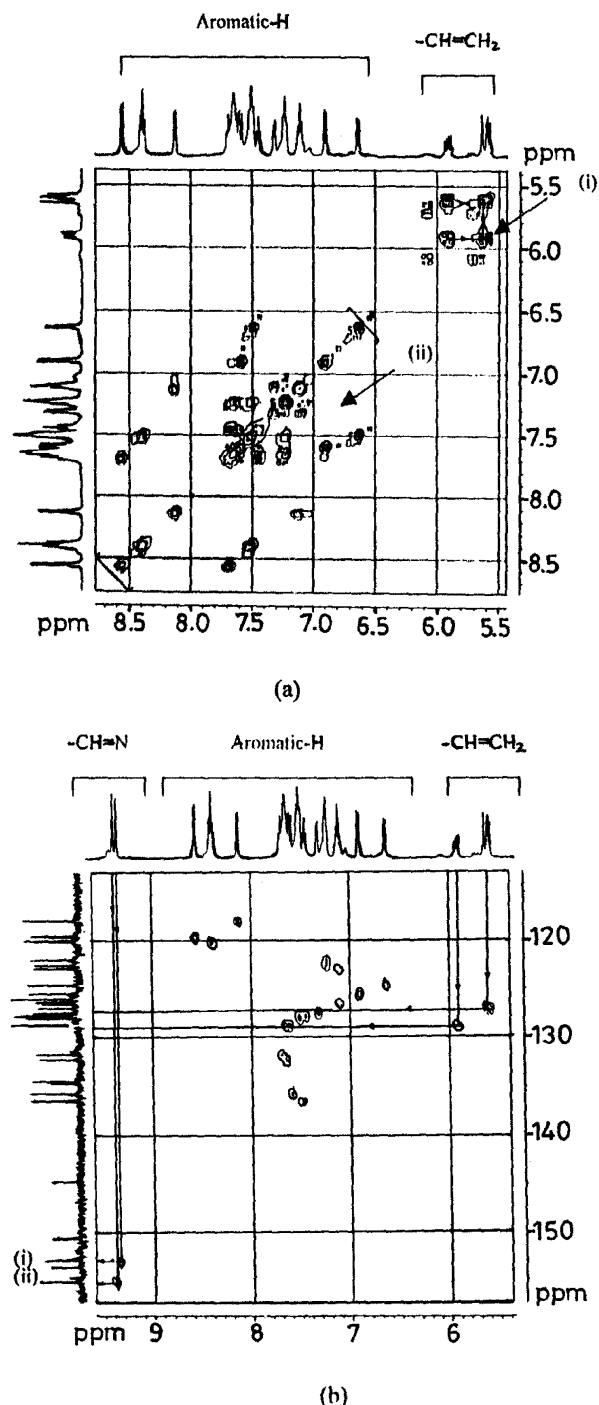 Aromatic-H
-CH=CH₂
ppm
5.5
6.0
6.5
7.0
7.5
8.0
8.5
(i)
(ii)
ppm 8.5 8.0 7.5 7.0 6.5 6.0 5.5
(a)
-CH=N Aromatic-H -CH=CH₂
120
130
140
150
ppm
(i)
(ii)
ppm 9 8 7 6
(b)